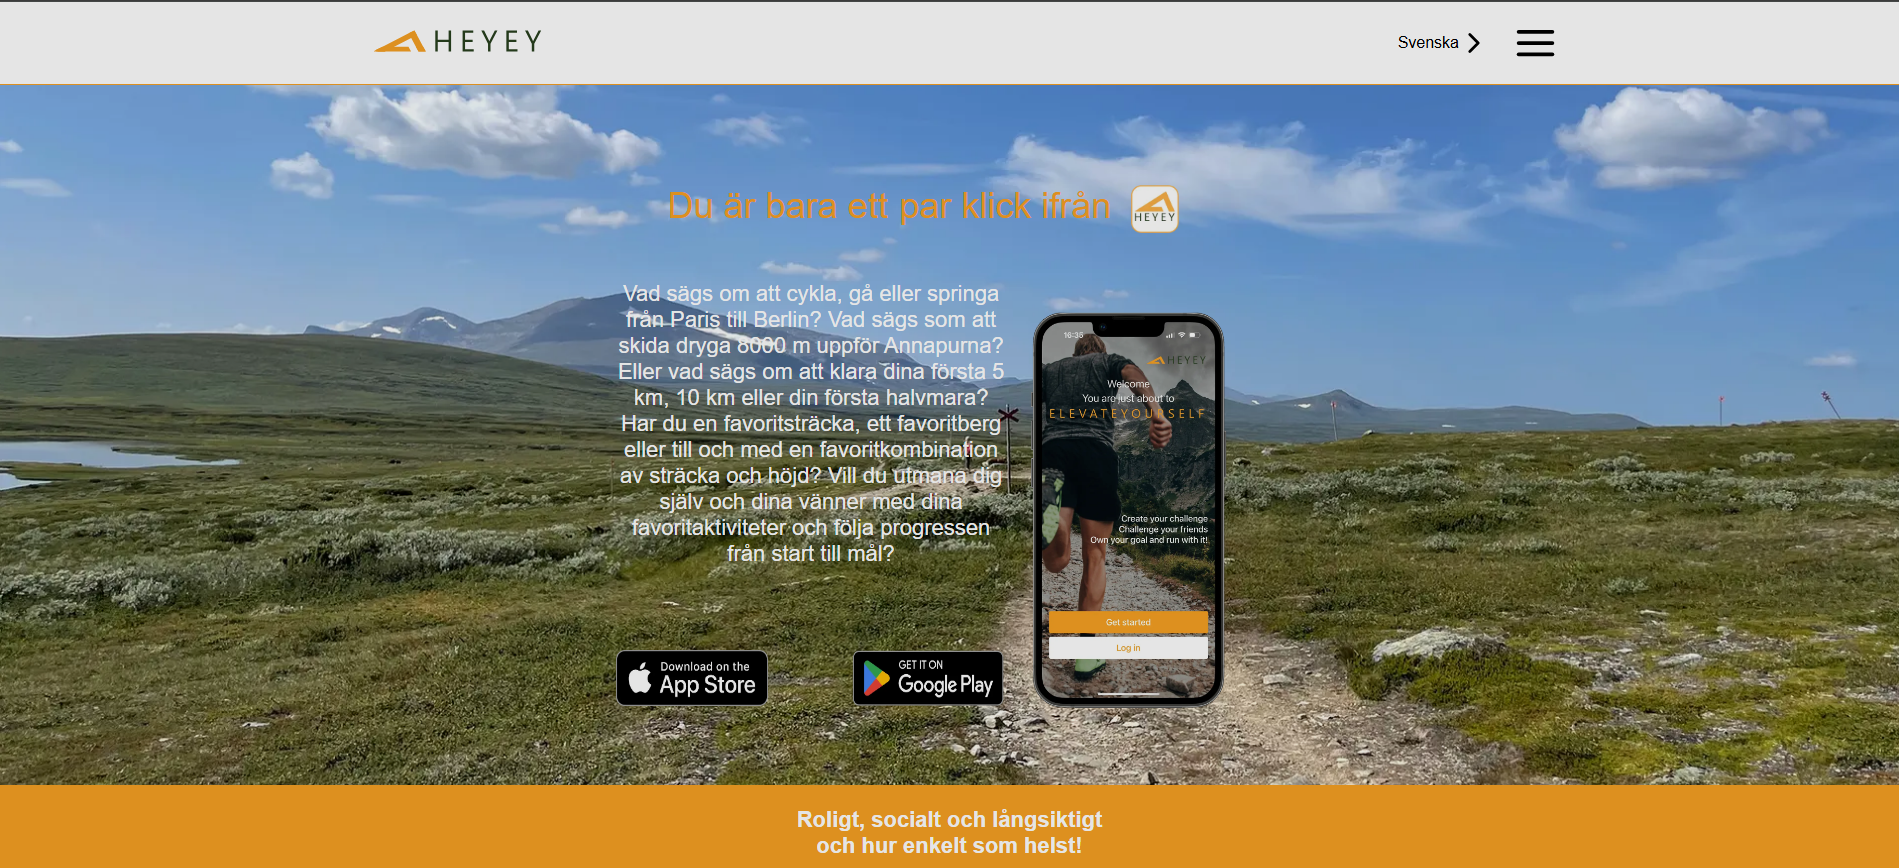 HEYEY
Svenska
Du är bara ett par klick ifrån
HEYEY
Vad sägs om att cykla, gå eller springa
från Paris till Berlin? Vad sägs som att
skida dryga 8000 m uppför Annapurna?
Eller vad sägs om att klara dina första 5
km, 10 km eller din första halvmara?
Har du en favoritsträcka, ett favoritberg
eller till och med en favoritkombination
av sträcka och höjd? Vill du utmana dig
själv och dina vänner med dina
favoritaktiviteter och följa progressen
från start till mål?
Download on the
App Store
GET IT ON
Google Play
16:35
HEYEY
Welcome
You are just about to
ELEVATEYOURSELF
Create your challenge
Challenge your friends
Own your goal and run with it!
Get started
Log in
Roligt, socialt och långsiktigt
och hur enkelt som helst!